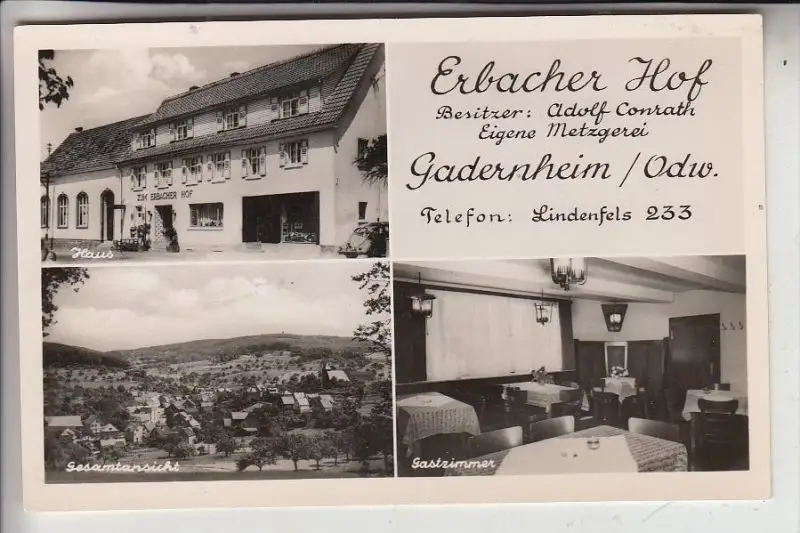 Erbacher Hof
Besitzer: Adolf Conrath
Eigene Metzgerei
Gadernheim / Odw.
Telefon: Lindenfels 233
ZUM ERBACHER HOF
Haus
Gesamtansicht
Gastzimmer